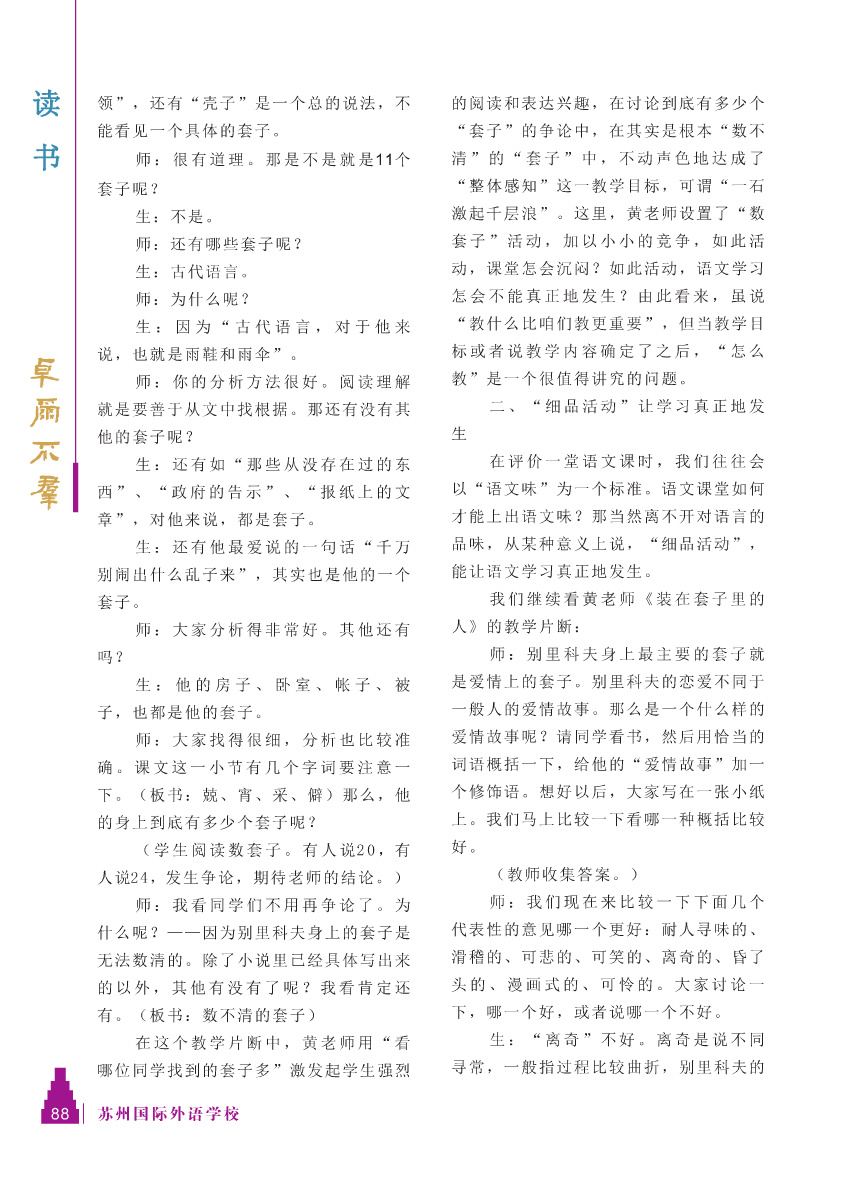 读
书
卓尔不群
领”，还有“壳子”是一个总的说法，不
能看见一个具体的套子。
师：很有道理。那是不是就是11个
套子呢？
生：不是。
师：还有哪些套子呢？
生：古代语言。
师：为什么呢？
生：因为“古代语言，对于他来
说，也就是雨鞋和雨伞”。
师：你的分析方法很好。阅读理解
就是要善于从文中找根据。那还有没有其
他的套子呢？
生：还有如“那些从没存在过的东
西”、“政府的告示”、“报纸上的文
章”，对他来说，都是套子。
生：还有他最爱说的一句话“千万
别闹出什么乱子来”，其实也是他的一个
套子。
师：大家分析得非常好。其他还有
吗？
生：他的房子、卧室、帐子、被
子，也都是他的套子。
师：大家找得很细，分析也比较准
确。课文这一小节有几个字词要注意一
下。（板书：兢、宵、采、僻）那么，他
的身上到底有多少个套子呢？
（学生阅读数套子。有人说20，有
人说24，发生争论，期待老师的结论。）
师：我看同学们不用再争论了。为
什么呢？——因为别里科夫身上的套子是
无法数清的。除了小说里已经具体写出来
的以外，其他有没有了呢？我看肯定还
有。（板书：数不清的套子）
在这个教学片断中，黄老师用“看
哪位同学找到的套子多”激发起学生强烈
的阅读和表达兴趣，在讨论到底有多少个
“套子”的争论中，在其实是根本“数不
清”的“套子”中，不动声色地达成了
“整体感知”这一教学目标，可谓“一石
激起千层浪”。这里，黄老师设置了“数
套子”活动，加以小小的竞争，如此活
动，课堂怎会沉闷？如此活动，语文学习
怎会不能真正地发生？由此看来，虽说
“教什么比咱们教更重要”，但当教学目
标或者说教学内容确定了之后，“怎么
教”是一个很值得讲究的问题。
二、“细品活动”让学习真正地发
生
在评价一堂语文课时，我们往往会
以“语文味”为一个标准。语文课堂如何
才能上出语文味？那当然离不开对语言的
品味，从某种意义上说，“细品活动”，
能让语文学习真正地发生。
我们继续看黄老师《装在套子里的
人》的教学片断：
师：别里科夫身上最主要的套子就
是爱情上的套子。别里科夫的恋爱不同于
一般人的爱情故事。那么是一个什么样的
爱情故事呢？请同学看书，然后用恰当的
词语概括一下，给他的“爱情故事”加一
个修饰语。想好以后，大家写在一张小纸
上。我们马上比较一下看哪一种概括比较
好。
（教师收集答案。）
师：我们现在来比较一下下面几个
代表性的意见哪一个更好：耐人寻味的、
滑稽的、可悲的、可笑的、离奇的、昏了
头的、漫画式的、可怜的。大家讨论一
下，哪一个好，或者说哪一个不好。
生：“离奇”不好。离奇是说不同
寻常，一般指过程比较曲折，别里科夫的
88
苏州国际外语学校